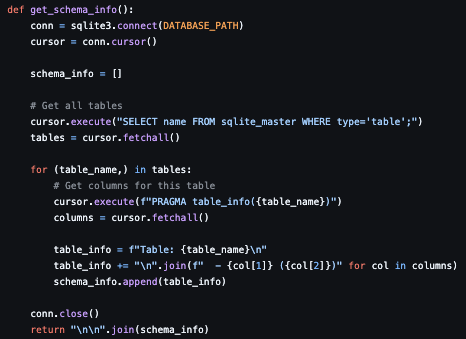 def get_schema_info():
    conn = sqlite3.connect(DATABASE_PATH)
    cursor = conn.cursor()

    schema_info = []

    # Get all tables
    cursor.execute("SELECT name FROM sqlite_master WHERE type='table';")
    tables = cursor.fetchall()

    for (table_name,) in tables:
        # Get columns for this table
        cursor.execute(f"PRAGMA table_info({table_name})")
        columns = cursor.fetchall()

        table_info = f"Table: {table_name}\n"
        table_info += "\n".join(f"  - {col[1]} ({col[2]})" for col in columns)
        schema_info.append(table_info)

    conn.close()
    return "\n\n".join(schema_info)